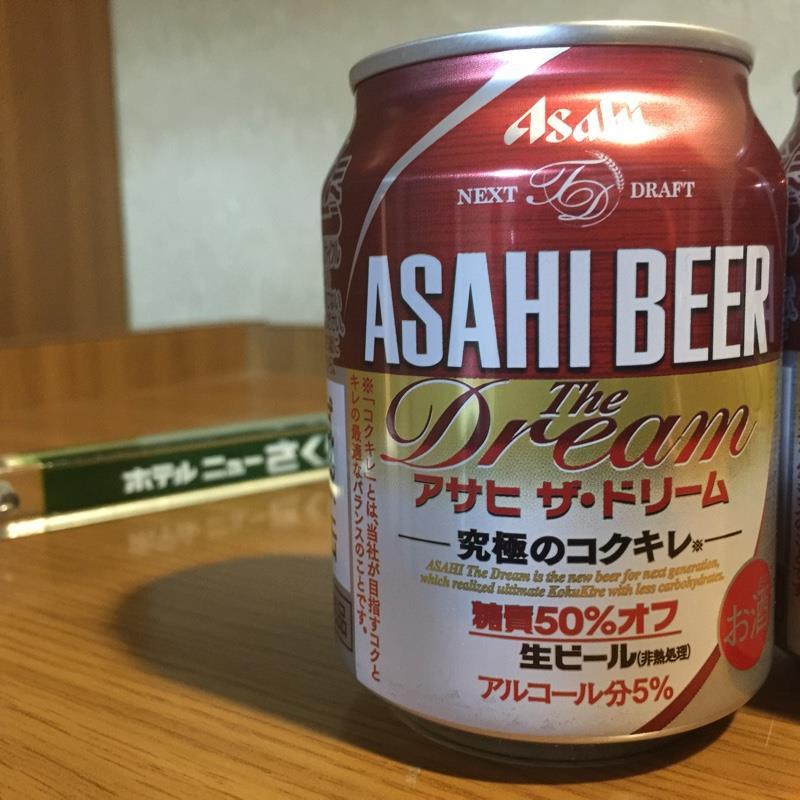 Asahi
NEXT TD DRAFT
ASAHI BEER
The
Dream
アサヒ ザ・ドリーム
究極のコクキレ※
ASAHI The Dream is the new beer for next generation,
which realized ultimate KokuKire with less carbohydrates.
糖質50%オフ
生ビール(非熱処理)
アルコール分5%
お酒
※「コクキレ」とは、当社が目指すコクと
キレの最適なバランスのことです。
ホテル ニューさく